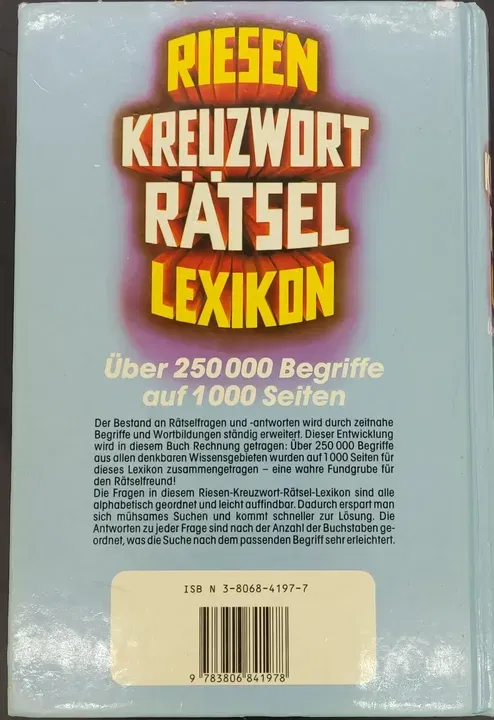 RIESEN
KREUZWORT
RÄTSEL
LEXIKON
Über 250 000 Begriffe
auf 1000 Seiten
Der Bestand an Rätselfragen und -antworten wird durch zeitnahe
Begriffe und Wortbildungen ständig erweitert. Dieser Entwicklung
wird in diesem Buch Rechnung getragen: Über 250 000 Begriffe
aus allen denkbaren Wissensgebieten wurden auf 1000 Seiten für
dieses Lexikon zusammengetragen – eine wahre Fundgrube für
den Rätselfreund!
Die Fragen in diesem Riesen-Kreuzwort-Rätsel-Lexikon sind alle
alphabetisch geordnet und leicht auffindbar. Dadurch erspart man
sich mühsames Suchen und kommt schneller zur Lösung. Die
Antworten zu jeder Frage sind nach der Anzahl der Buchstaben ge-
ordnet, was die Suche nach dem passenden Begriff sehr erleichtert.
ISB N 3-8068-4197-7
9 783806 841978